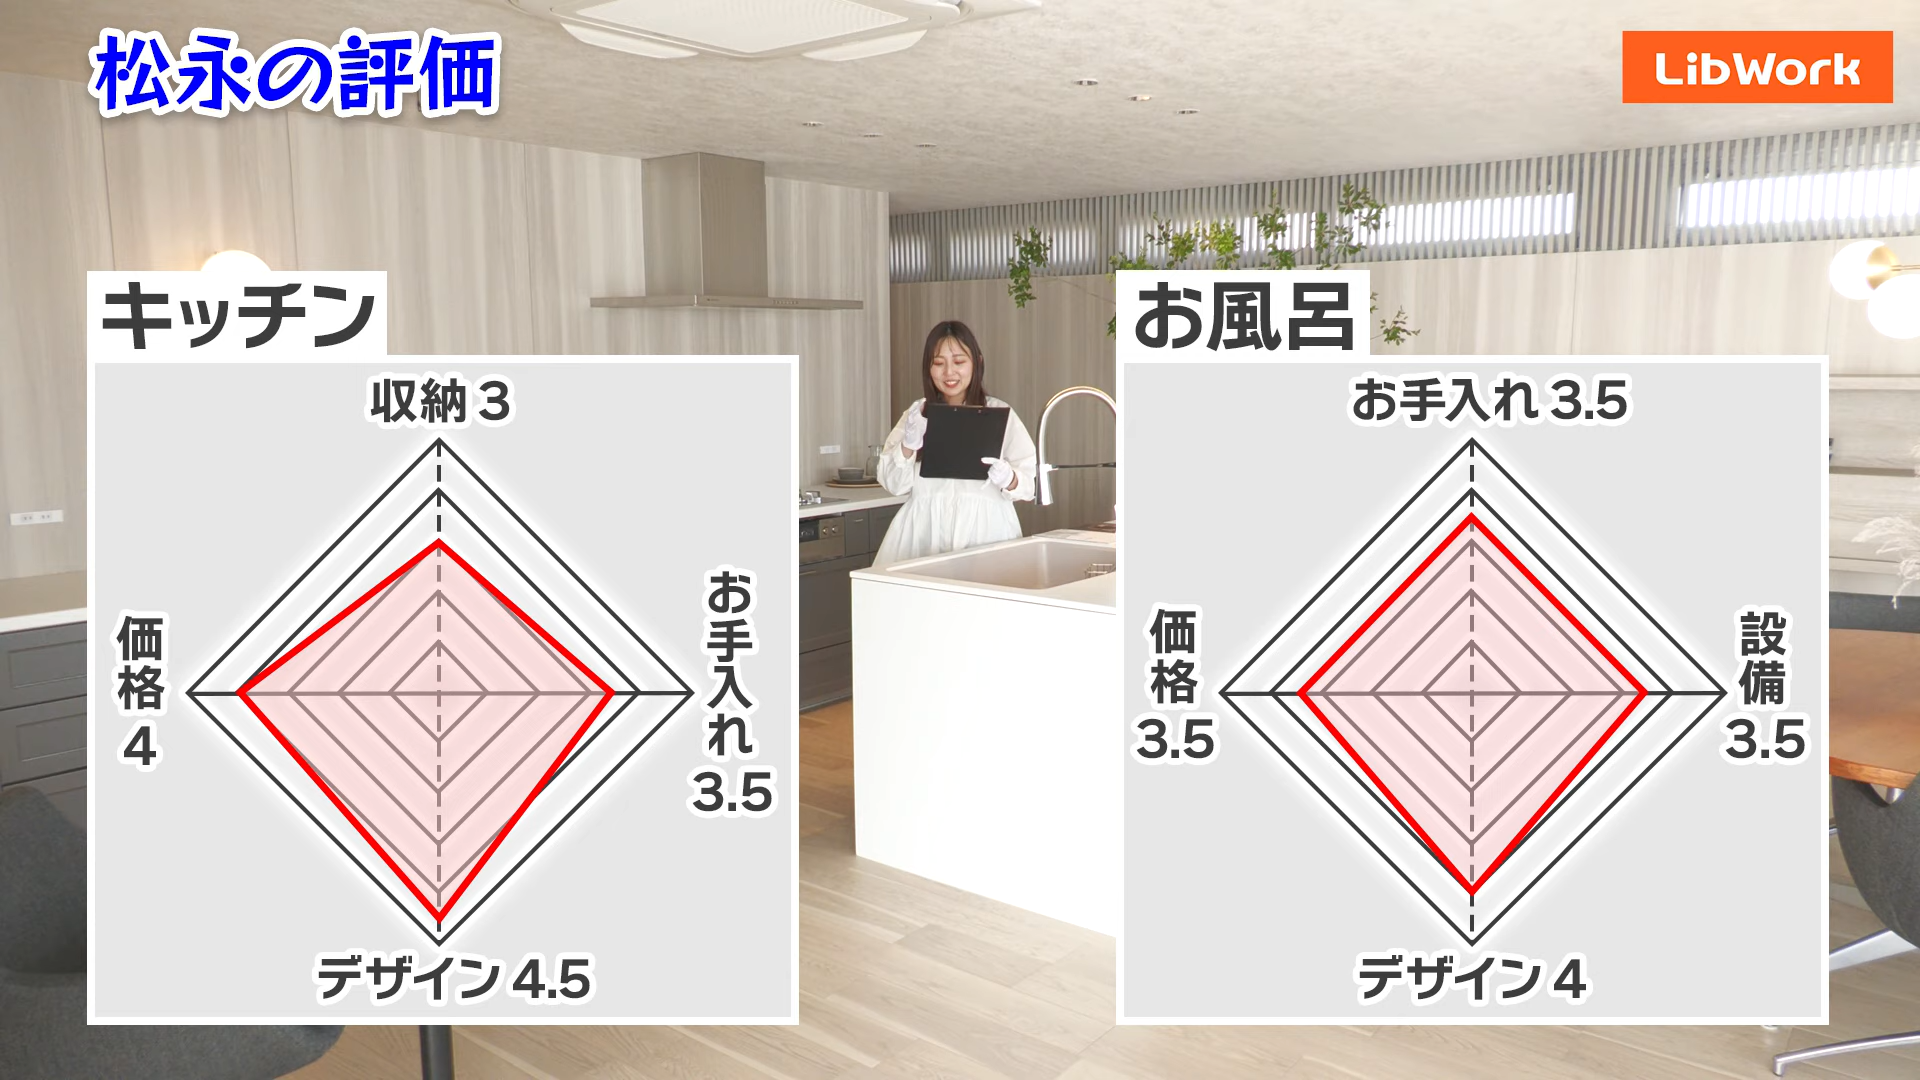 松永の評価
LibWork
キッチン
収納 3
お手入れ
3.5
デザイン 4.5
価格
4
お風呂
お手入れ 3.5
設備
3.5
デザイン 4
価格
3.5